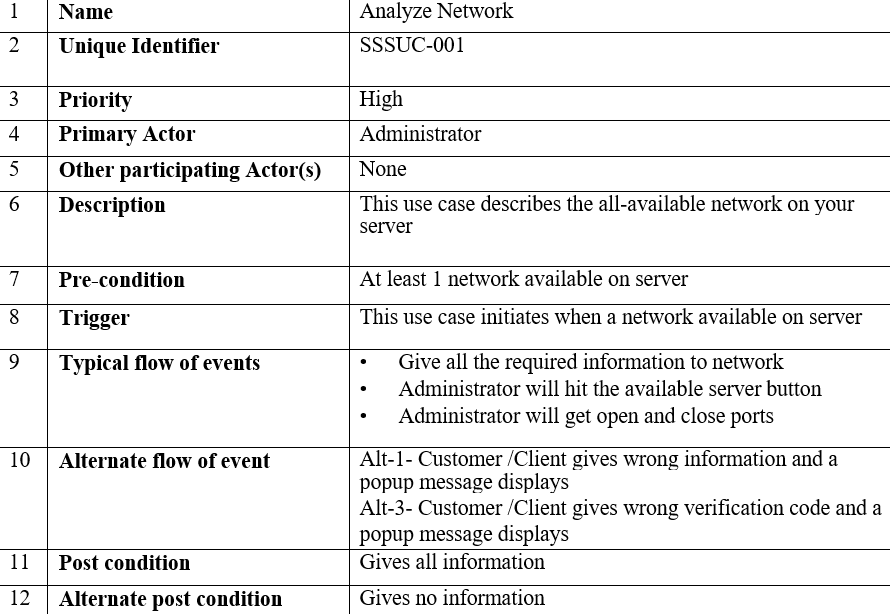 1 Name Analyze Network
2 Unique Identifier SSSUC-001
3 Priority High
4 Primary Actor Administrator
5 Other participating Actor(s) None
6 Description This use case describes the all-available network on your
server
7 Pre-condition At least 1 network available on server
8 Trigger This use case initiates when a network available on server
9 Typical flow of events • Give all the required information to network
• Administrator will hit the available server button
• Administrator will get open and close ports
10 Alternate flow of event Alt-1- Customer /Client gives wrong information and a
popup message displays
Alt-3- Customer /Client gives wrong verification code and a
popup message displays
11 Post condition Gives all information
12 Alternate post condition Gives no information